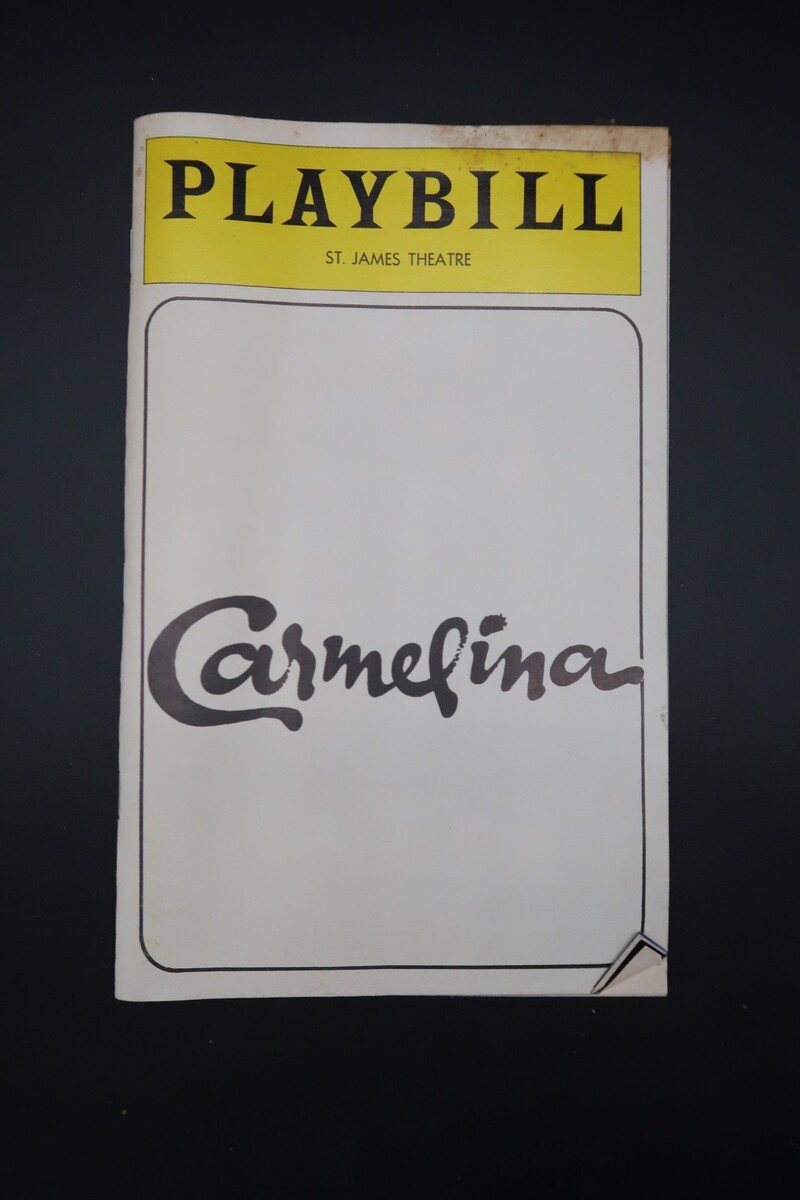 PLAYBILL
ST. JAMES THEATRE
Carmelina